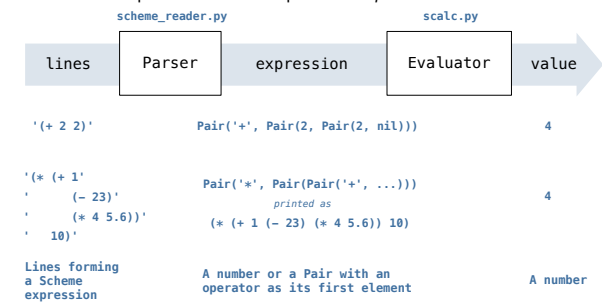 scheme_reader.py scalc.py
lines Parser expression Evaluator value
'(+ 2 2)' Pair('+', Pair(2, Pair(2, nil))) 4
'(* (+ 1'
' (- 23)'
' (* 4 5.6))'
' 10)'
Pair('*', Pair(Pair('+', ...)))
printed as
(* (+ 1 (- 23) (* 4 5.6)) 10)
4
Lines forming
a Scheme
expression
A number or a Pair with an
operator as its first element
A number